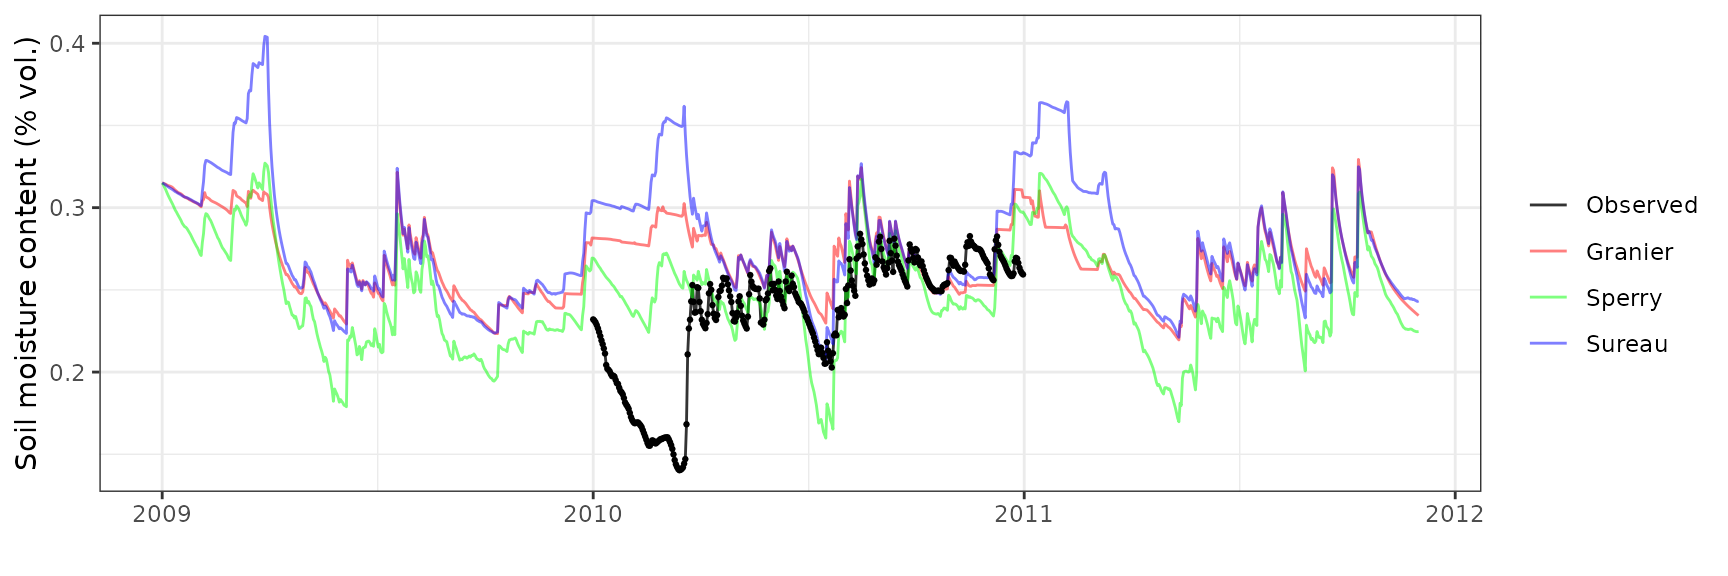 Soil moisture content (% vol.)
0.4
0.3
0.2
2009
2010
2011
2012
Observed
Granier
Sperry
Sureau